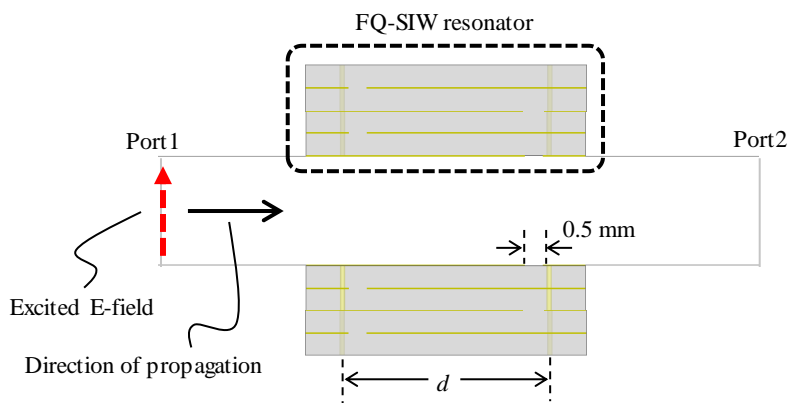 FQ-SIW resonator
Port1
Port2
0.5 mm
Excited E-field
Direction of propagation
d